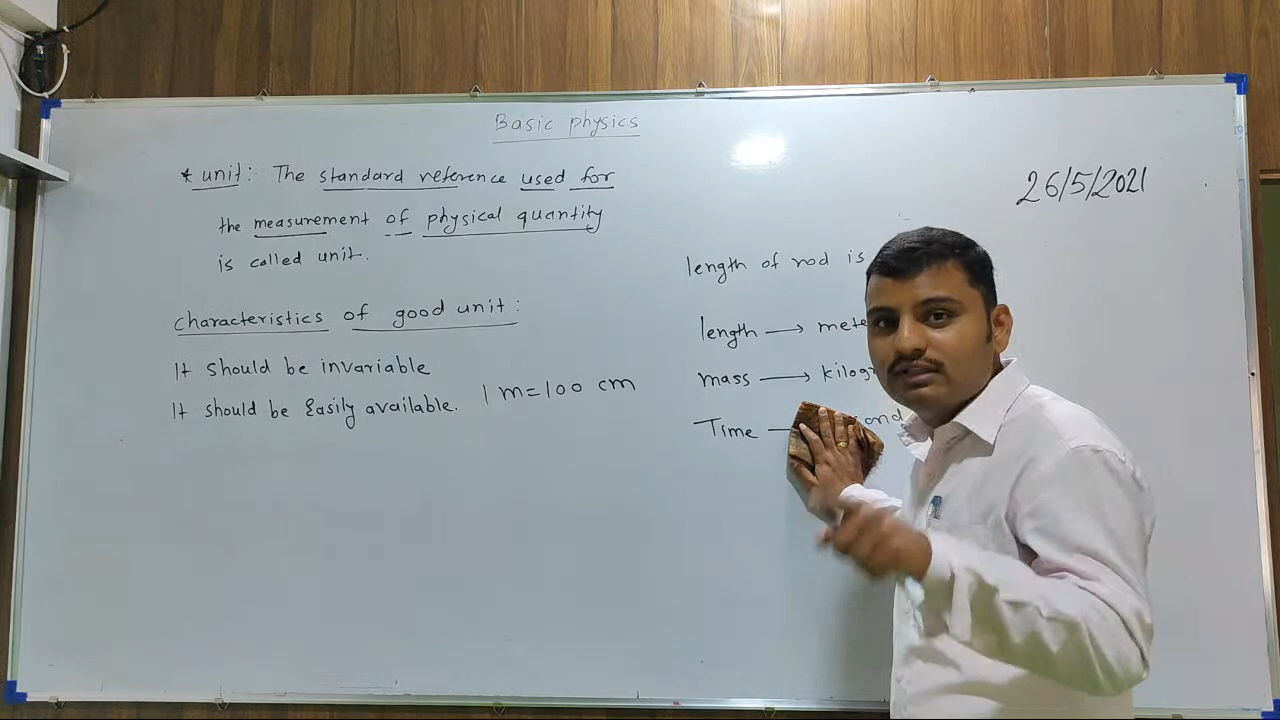 Basic physics
* unit: The standard reference used for
the measurement of physical quantity
is called unit.
characteristics of good unit:
It should be invariable
It should be Easily available.
1 m=100 cm
26/5/2021
length of rod is
length → mete
mass → kilogr
Time — ond